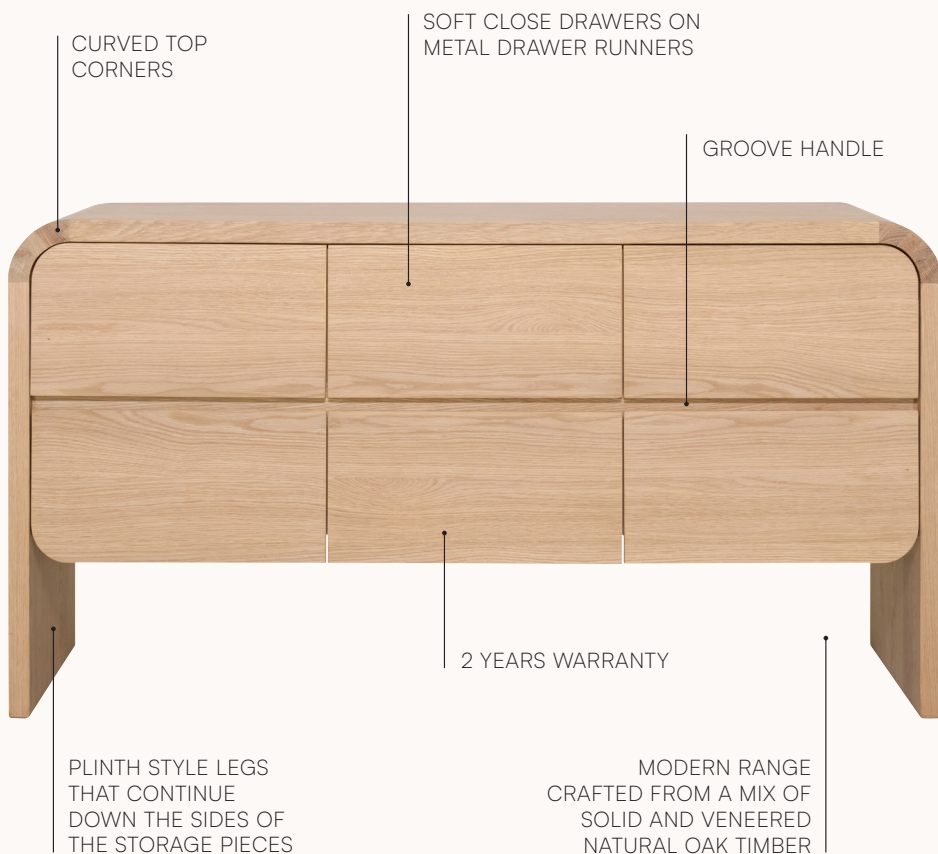 CURVED TOP
CORNERS
SOFT CLOSE DRAWERS ON
METAL DRAWER RUNNERS
GROOVE HANDLE
2 YEARS WARRANTY
PLINTH STYLE LEGS
THAT CONTINUE
DOWN THE SIDES OF
THE STORAGE PIECES
MODERN RANGE
CRAFTED FROM A MIX OF
SOLID AND VENEERED
NATURAL OAK TIMBER